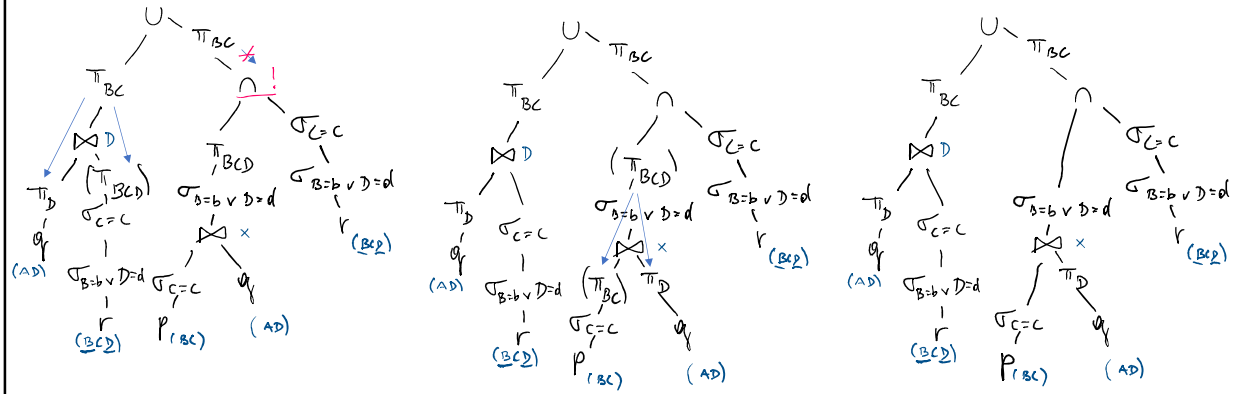 ∪
π BC
π BC
∩ !
⋈ D
σ C=c
π D
(π BCD)
π BCD
σ B=b ∨ D=d
q
(AD)
σ C=c
σ B=b ∨ D=d
r
(BCD)
σ B=b ∨ D=d
⋈ ×
r
(BCD)
σ C=c
q
(AD)
P (BC)
∪
π BC
π BC
∩
⋈ D
σ C=c
(π BCD)
σ B=b ∨ D=d
π D
σ C=c
σ B=b ∨ D=d
r
(BCD)
q
(AD)
σ B=b ∨ D=d
⋈ ×
r
(BCD)
(π BC)
π D
σ C=c
q
(AD)
P (BC)
∪
π BC
π BC
∩
⋈ D
σ C=c
σ B=b ∨ D=d
π D
σ C=c
σ B=b ∨ D=d
r
(BCD)
q
(AD)
σ B=b ∨ D=d
⋈ ×
r
(BCD)
π D
σ C=c
q
(AD)
P (BC)